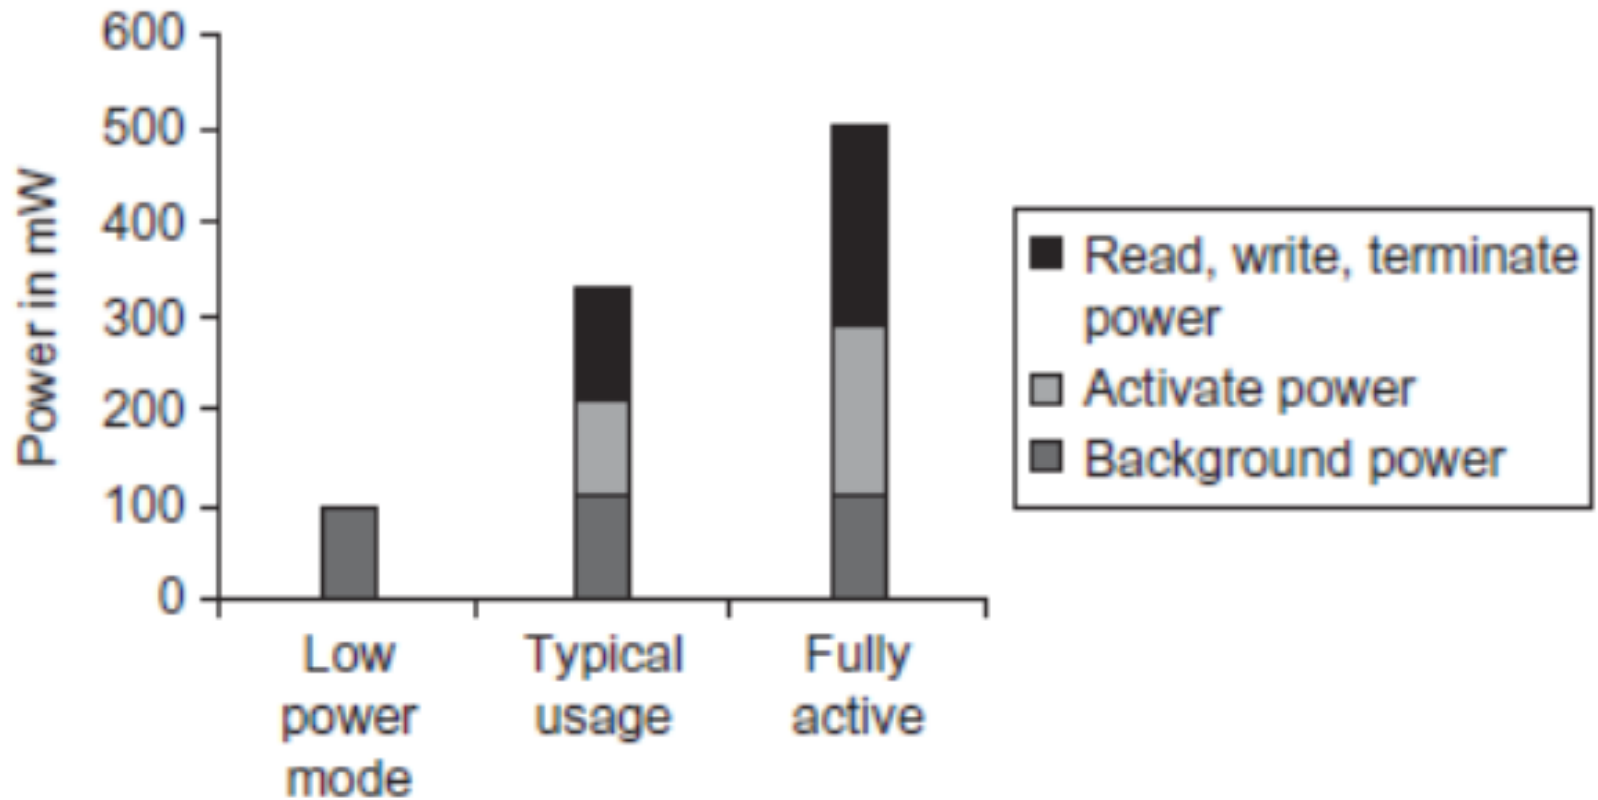 600
500
400
300
200
100
0
Power in mW
Low
power
mode
Typical
usage
Fully
active
Read, write, terminate
power
Activate power
Background power